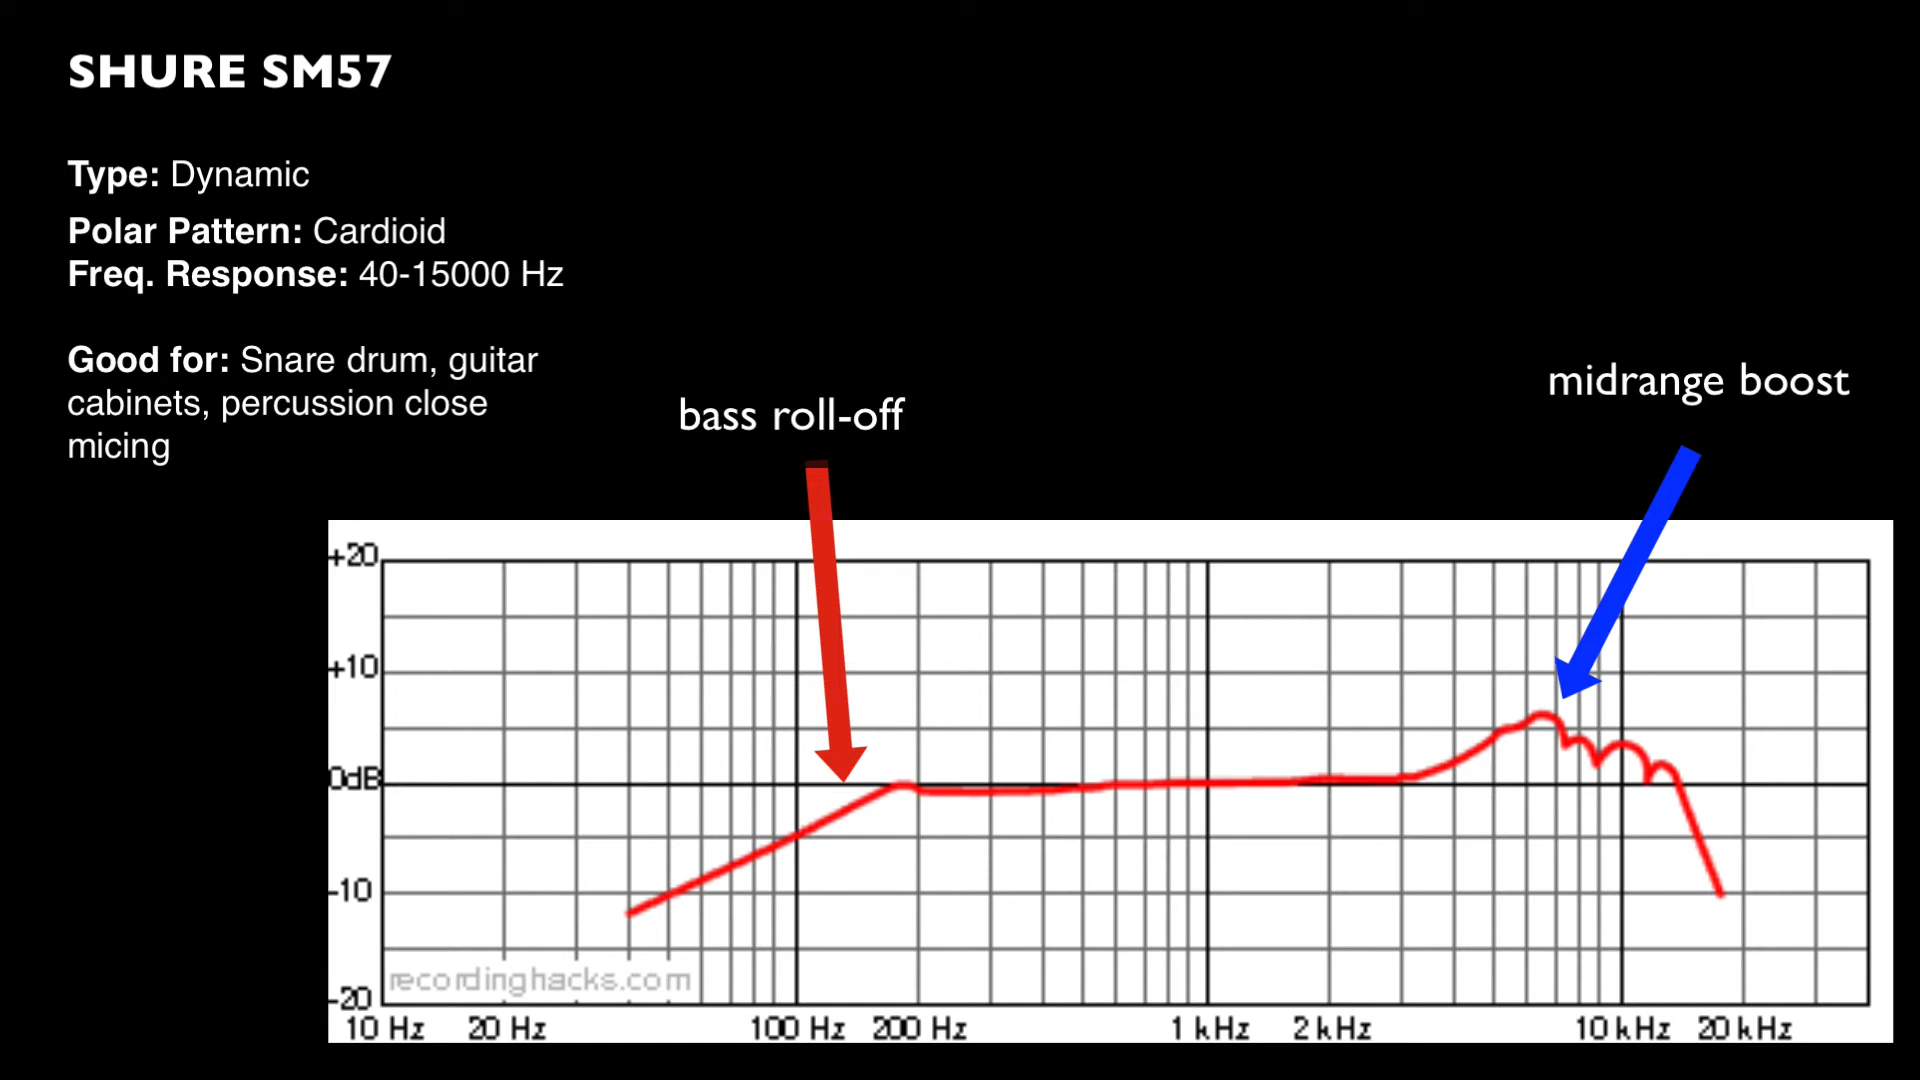 SHURE SM57
Type: Dynamic
Polar Pattern: Cardioid
Freq. Response: 40-15000 Hz
Good for: Snare drum, guitar
cabinets, percussion close
micing
bass roll-off
midrange boost
+20
+10
0dB
-10
-20
recordinghacks.com
10 Hz 20 Hz 100 Hz 200 Hz 1 kHz 2 kHz 10 kHz 20 kHz